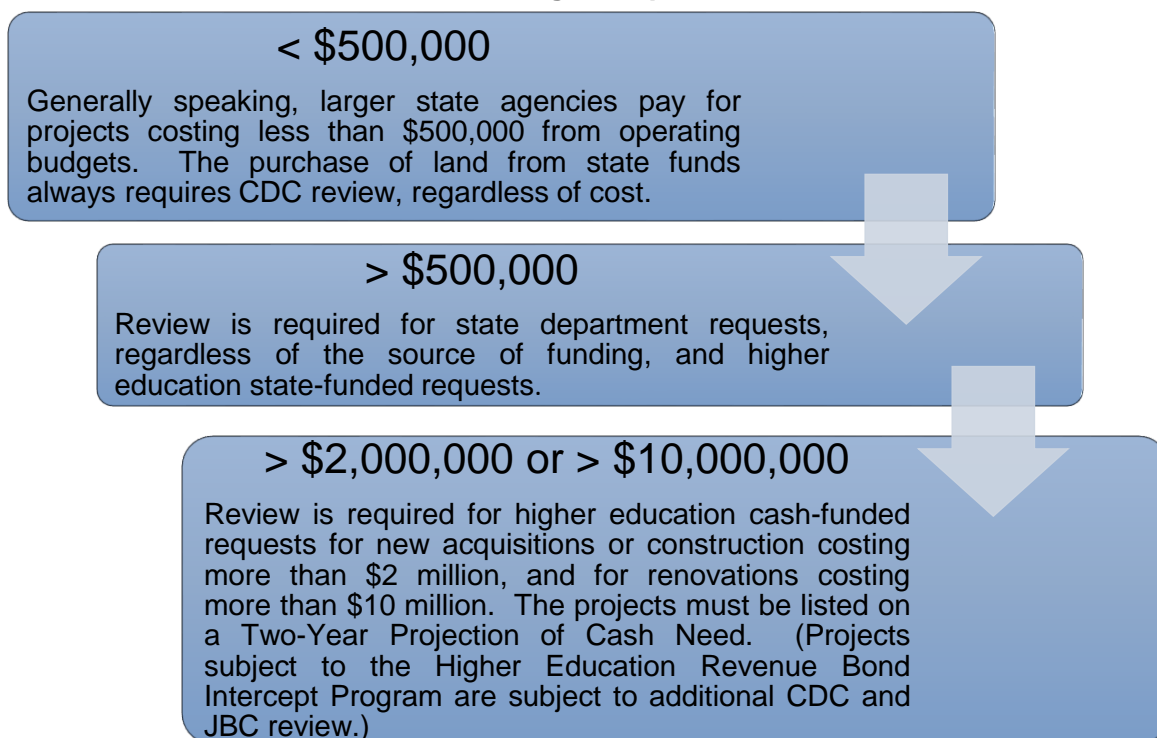 < $500,000
Generally speaking, larger state agencies pay for
projects costing less than $500,000 from operating
budgets. The purchase of land from state funds
always requires CDC review, regardless of cost.
> $500,000
Review is required for state department requests,
regardless of the source of funding, and higher
education state-funded requests.
> $2,000,000 or > $10,000,000
Review is required for higher education cash-funded
requests for new acquisitions or construction costing
more than $2 million, and for renovations costing
more than $10 million. The projects must be listed on
a Two-Year Projection of Cash Need. (Projects
subject to the Higher Education Revenue Bond
Intercept Program are subject to additional CDC and
JBC review.)